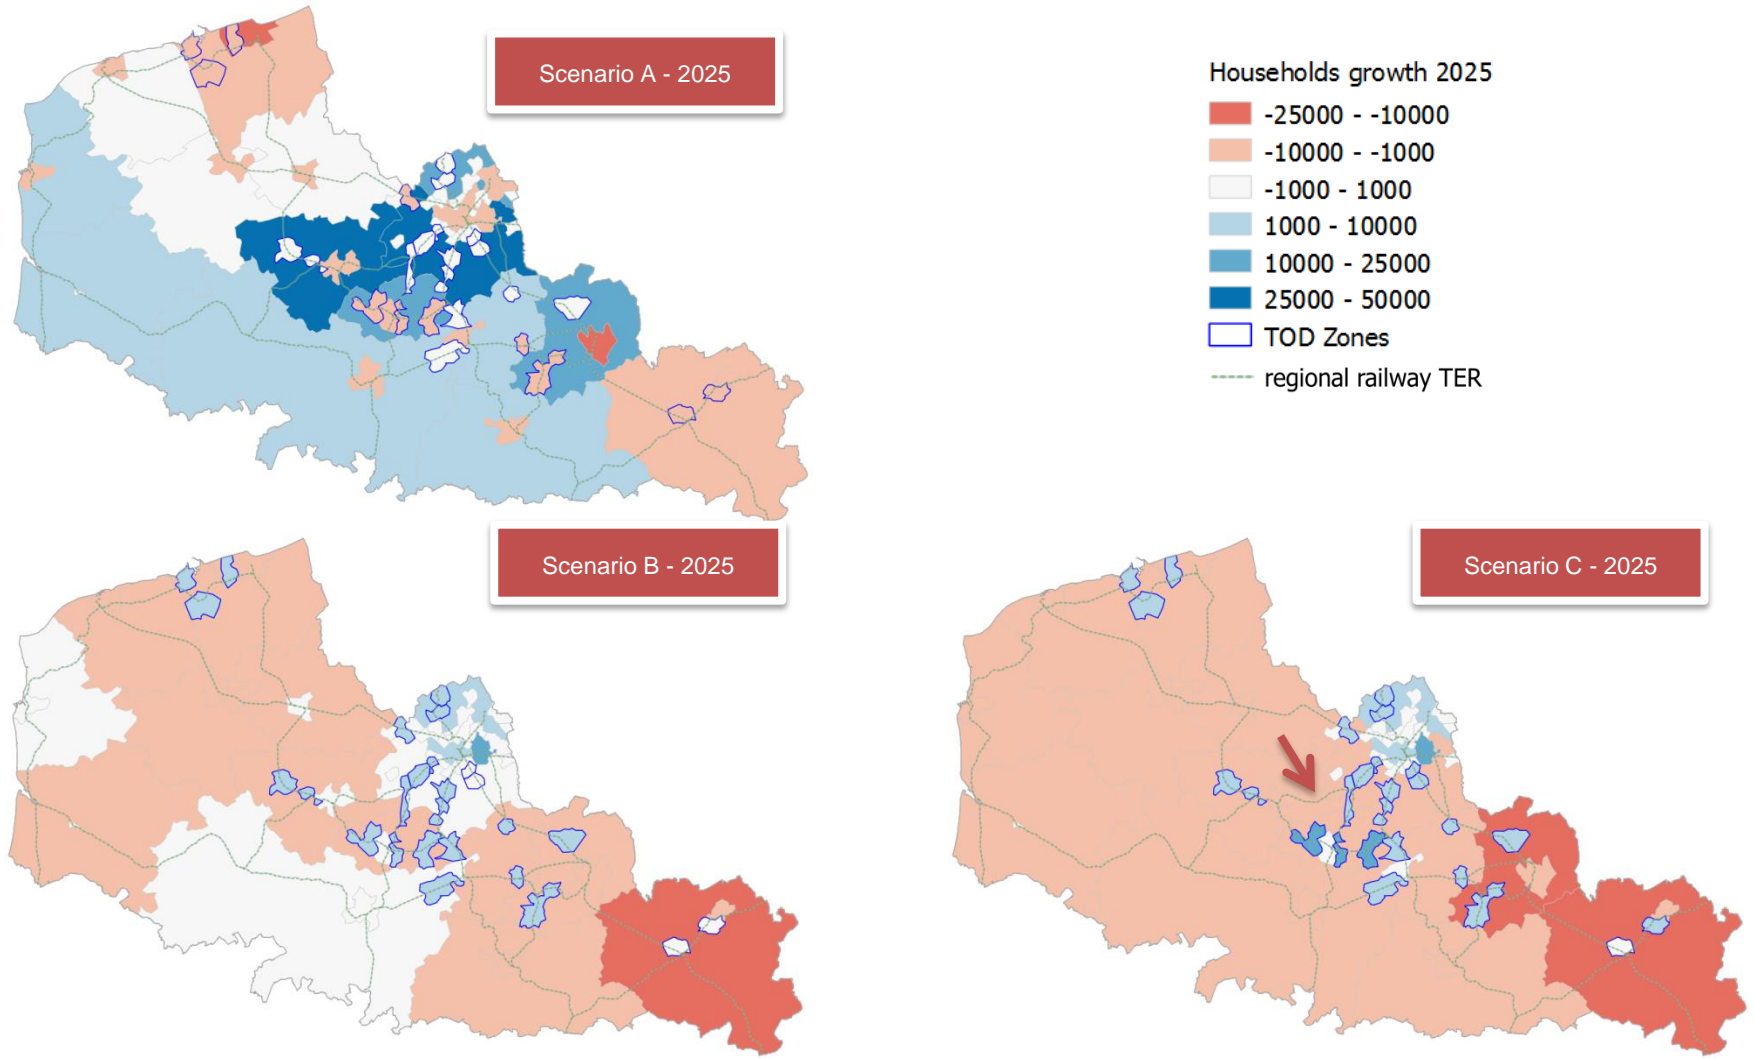 Scenario A - 2025
Households growth 2025
-25000 - -10000
-10000 - -1000
-1000 - 1000
1000 - 10000
10000 - 25000
25000 - 50000
TOD Zones
regional railway TER
Scenario B - 2025
Scenario C - 2025